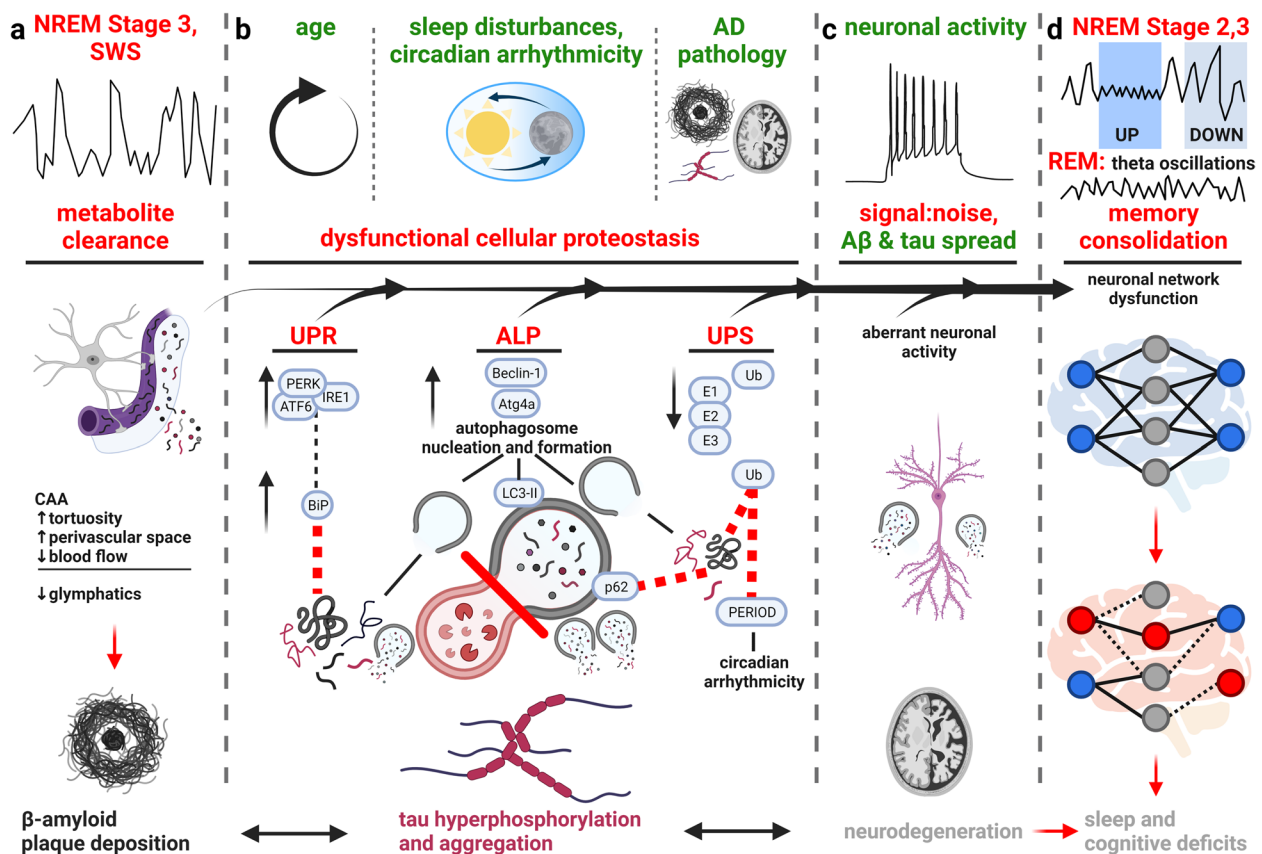 a NREM Stage 3,
SWS
metabolite
clearance
CAA
↑tortuosity
↑perivascular space
↓blood flow
↓glymphatics
β-amyloid
plaque deposition
b age
sleep disturbances,
circadian arrhythmicity
AD
pathology
dysfunctional cellular proteostasis
UPR
PERK
ATF6
IRE1
BiP
ALP
Beclin-1
Atg4a
autophagosome
nucleation and formation
LC3-II
p62
UPS
Ub
E1
E2
E3
Ub
PERIOD
circadian
arrhythmicity
tau hyperphosphorylation
and aggregation
c neuronal activity
signal:noise,
Aβ & tau spread
aberrant neuronal
activity
neurodegeneration
d NREM Stage 2,3
UP
DOWN
REM: theta oscillations
memory
consolidation
neuronal network
dysfunction
sleep and
cognitive deficits